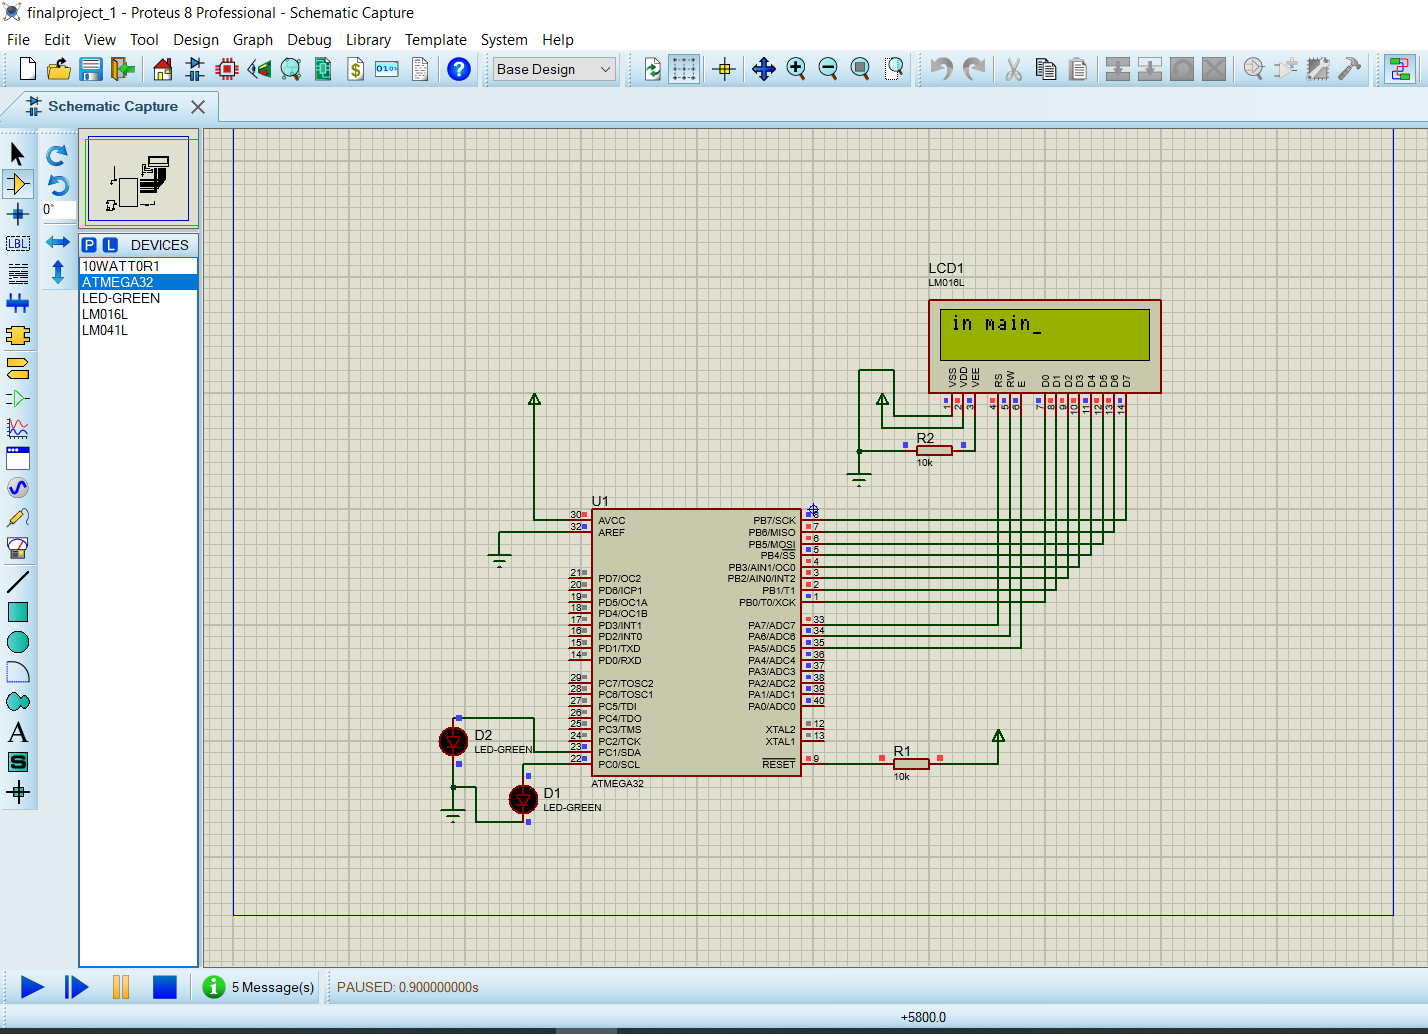 finalproject_1 - Proteus 8 Professional - Schematic Capture
File Edit View Tool Design Graph Debug Library Template System Help
Base Design
Schematic Capture
0°
LBL
P L DEVICES
10WATT0R1
ATMEGA32
LED-GREEN
LM016L
LM041L
LCD1
LM016L
in main_
VSS VDD VEE RS RW E D0 D1 D2 D3 D4 D5 D6 D7
1 2 3 4 5 6 7 8 9 10 11 12 13 14
R2
10k
U1
30 AVCC
32 AREF
21 PD7/OC2
20 PD6/ICP1
19 PD5/OC1A
18 PD4/OC1B
17 PD3/INT1
16 PD2/INT0
15 PD1/TXD
14 PD0/RXD
29 PC7/TOSC2
28 PC6/TOSC1
27 PC5/TDI
26 PC4/TDO
25 PC3/TMS
24 PC2/TCK
23 PC1/SDA
22 PC0/SCL
PB7/SCK 8
PB6/MISO 7
PB5/MOSI 6
PB4/SS 5
PB3/AIN1/OC0 4
PB2/AIN0/INT2 3
PB1/T1 2
PB0/T0/XCK 1
PA7/ADC7 33
PA6/ADC6 34
PA5/ADC5 35
PA4/ADC4 36
PA3/ADC3 37
PA2/ADC2 38
PA1/ADC1 39
PA0/ADC0 40
XTAL2 12
XTAL1 13
RESET 9
ATMEGA32
D2
LED-GREEN
D1
LED-GREEN
R1
10k
A
S
5 Message(s)
PAUSED: 0.900000000s
+5800.0